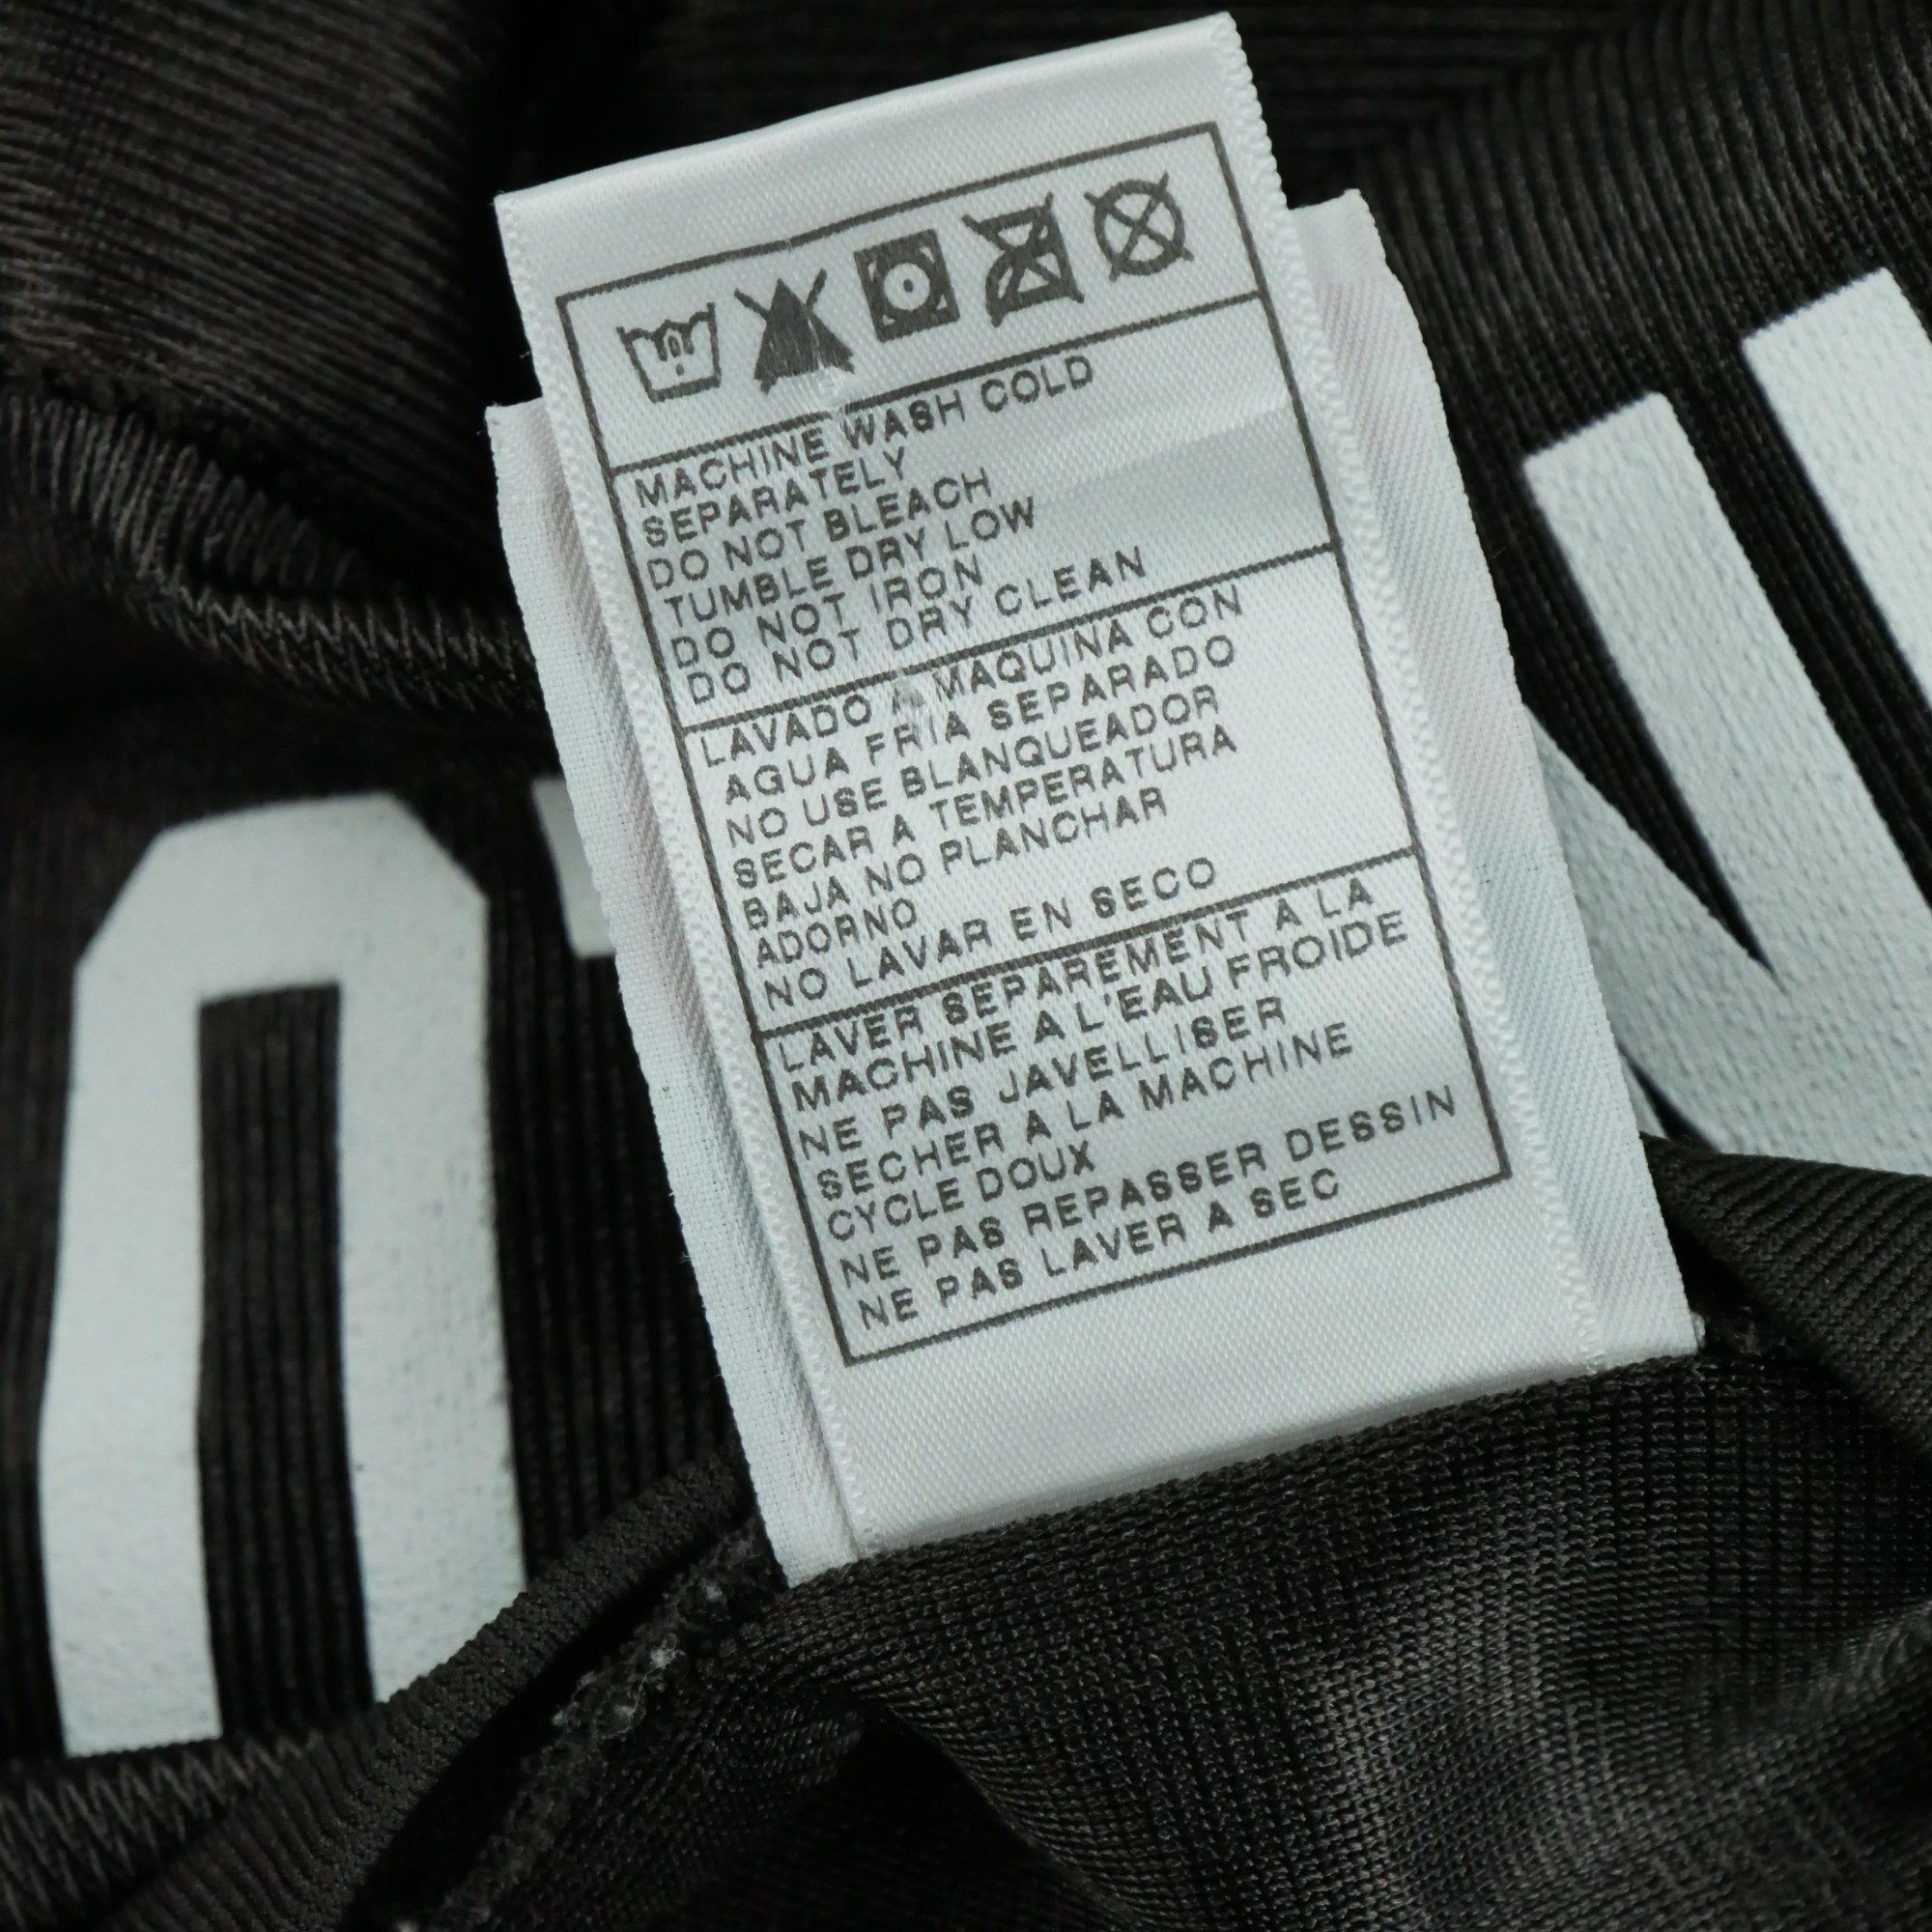 MACHINE WASH COLD
SEPARATELY
DO NOT BLEACH
TUMBLE DRY LOW
DO NOT IRON
DO NOT DRY CLEAN
LAVADO A MAQUINA CON
AGUA FRIA SEPARADO
NO USE BLANQUEADOR
SECAR A TEMPERATURA
BAJA NO PLANCHAR
ADORNO
NO LAVAR EN SECO
LAVER SEPAREMENT A LA
MACHINE A L'EAU FROIDE
NE PAS JAVELLISER
SECHER A LA MACHINE
CYCLE DOUX
NE PAS REPASSER DESSIN
NE PAS LAVER A SEC